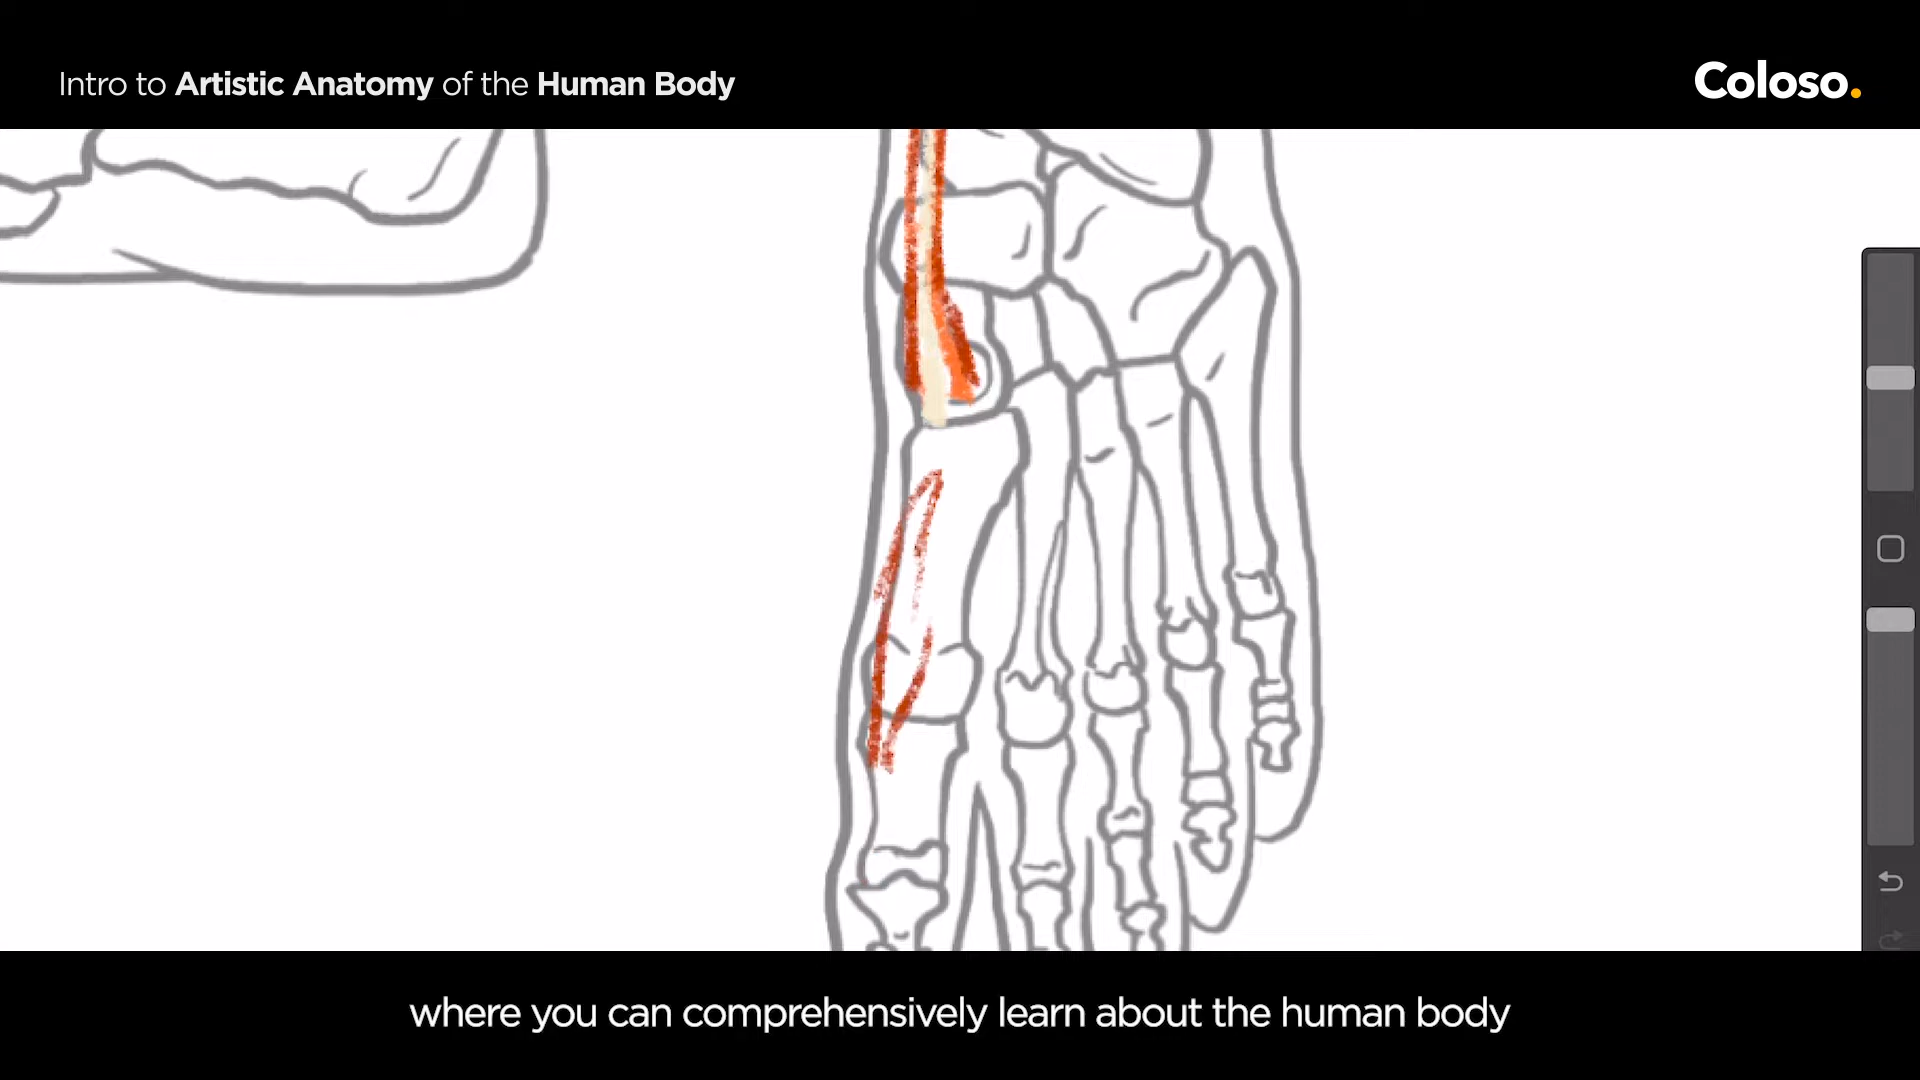 Intro to Artistic Anatomy of the Human Body
Coloso.
where you can comprehensively learn about the human body